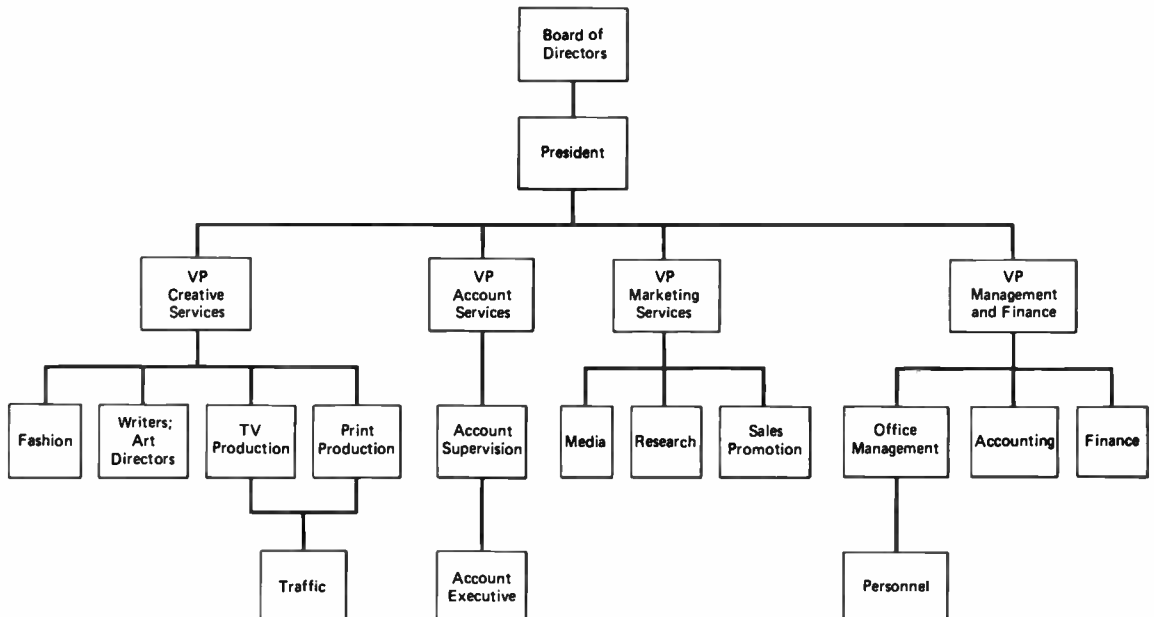 Board of
Directors
President
VP
Creative
Services
VP
Account
Services
VP
Marketing
Services
VP
Management
and Finance
Fashion
Writers;
Art
Directors
TV
Production
Print
Production
Account
Supervision
Media
Research
Sales
Promotion
Office
Management
Accounting
Finance
Traffic
Account
Executive
Personnel